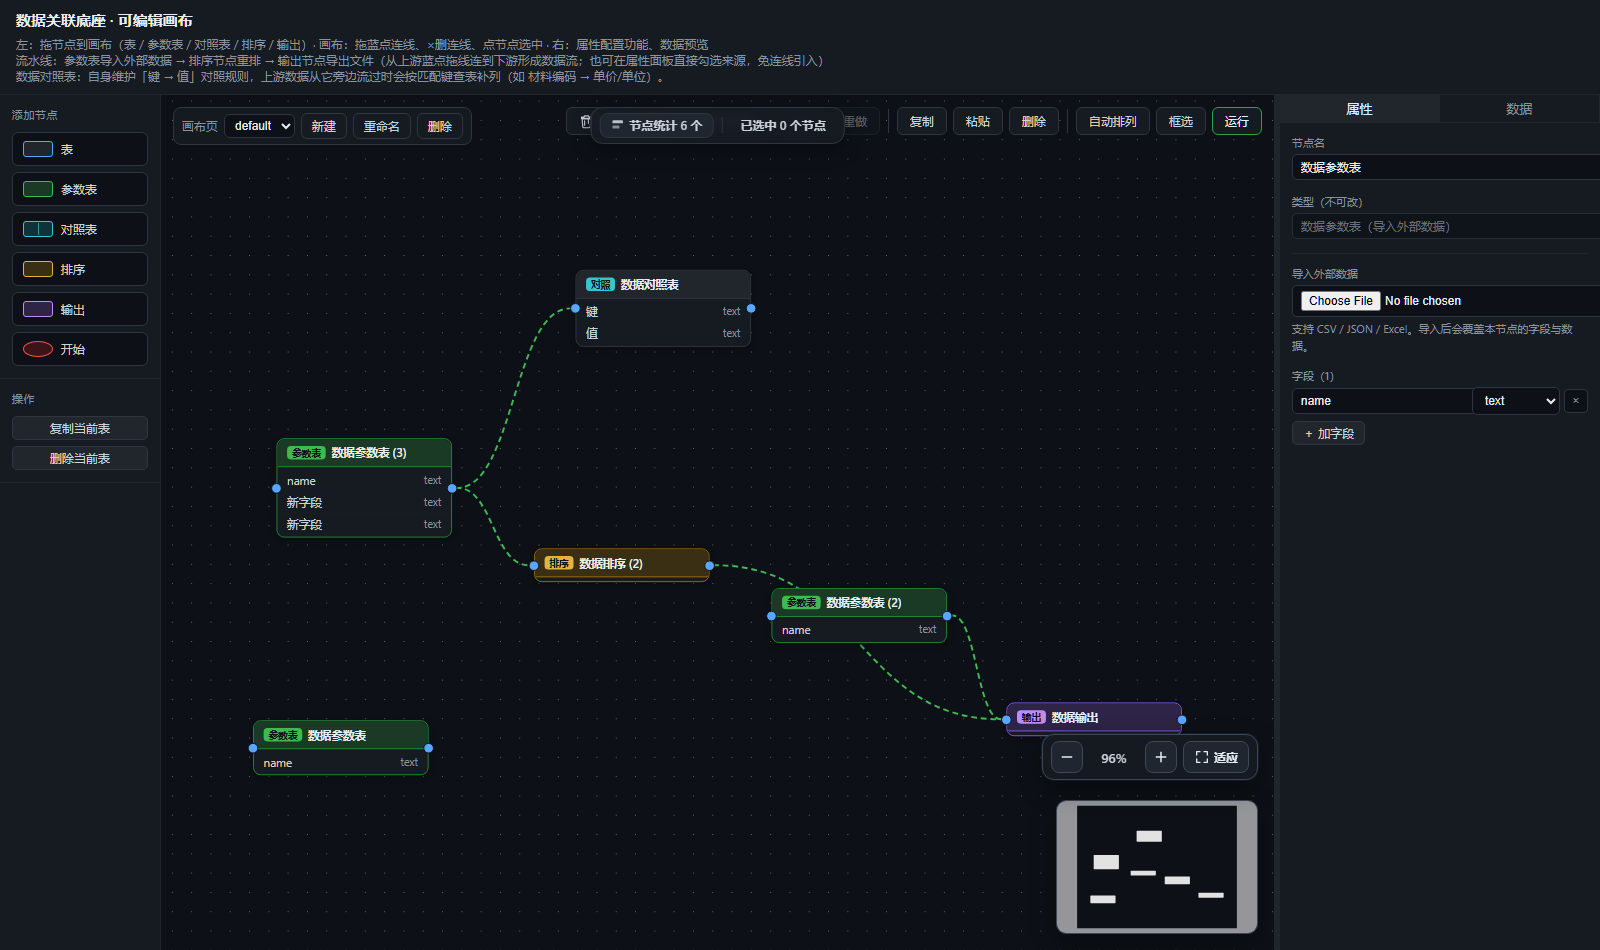 数据关联底座 · 可编辑画布
左：拖节点到画布（表 / 参数表 / 对照表 / 排序 / 输出）· 画布：拖蓝点连线、×删连线、点节点选中 · 右：属性配置功能、数据预览
流水线：参数表导入外部数据 → 排序节点重排 → 输出节点导出文件（从上游蓝点拖线连到下游形成数据流；也可在属性面板直接勾选来源，免连线引入）
数据对照表：自身维护「键 → 值」对照规则，上游数据从它旁边流过时会按匹配键查表补列（如 材料编码 → 单价/单位）。
添加节点
表
参数表
对照表
排序
输出
开始
操作
复制当前表
删除当前表
画布页 default 新建 重命名 删除
节点统计 6 个 已选中 0 个节点
重做 复制 粘贴 删除 自动排列 框选 运行
对照 数据对照表
键 text
值 text
参数表 数据参数表 (3)
name text
新字段 text
新字段 text
排序 数据排序 (2)
参数表 数据参数表 (2)
name text
输出 数据输出
参数表 数据参数表
name text
96% 适应
属性 数据
节点名
数据参数表
类型（不可改）
数据参数表（导入外部数据）
导入外部数据
Choose File No file chosen
支持 CSV / JSON / Excel。导入后会覆盖本节点的字段与数
据。
字段（1）
name text ×
+ 加字段